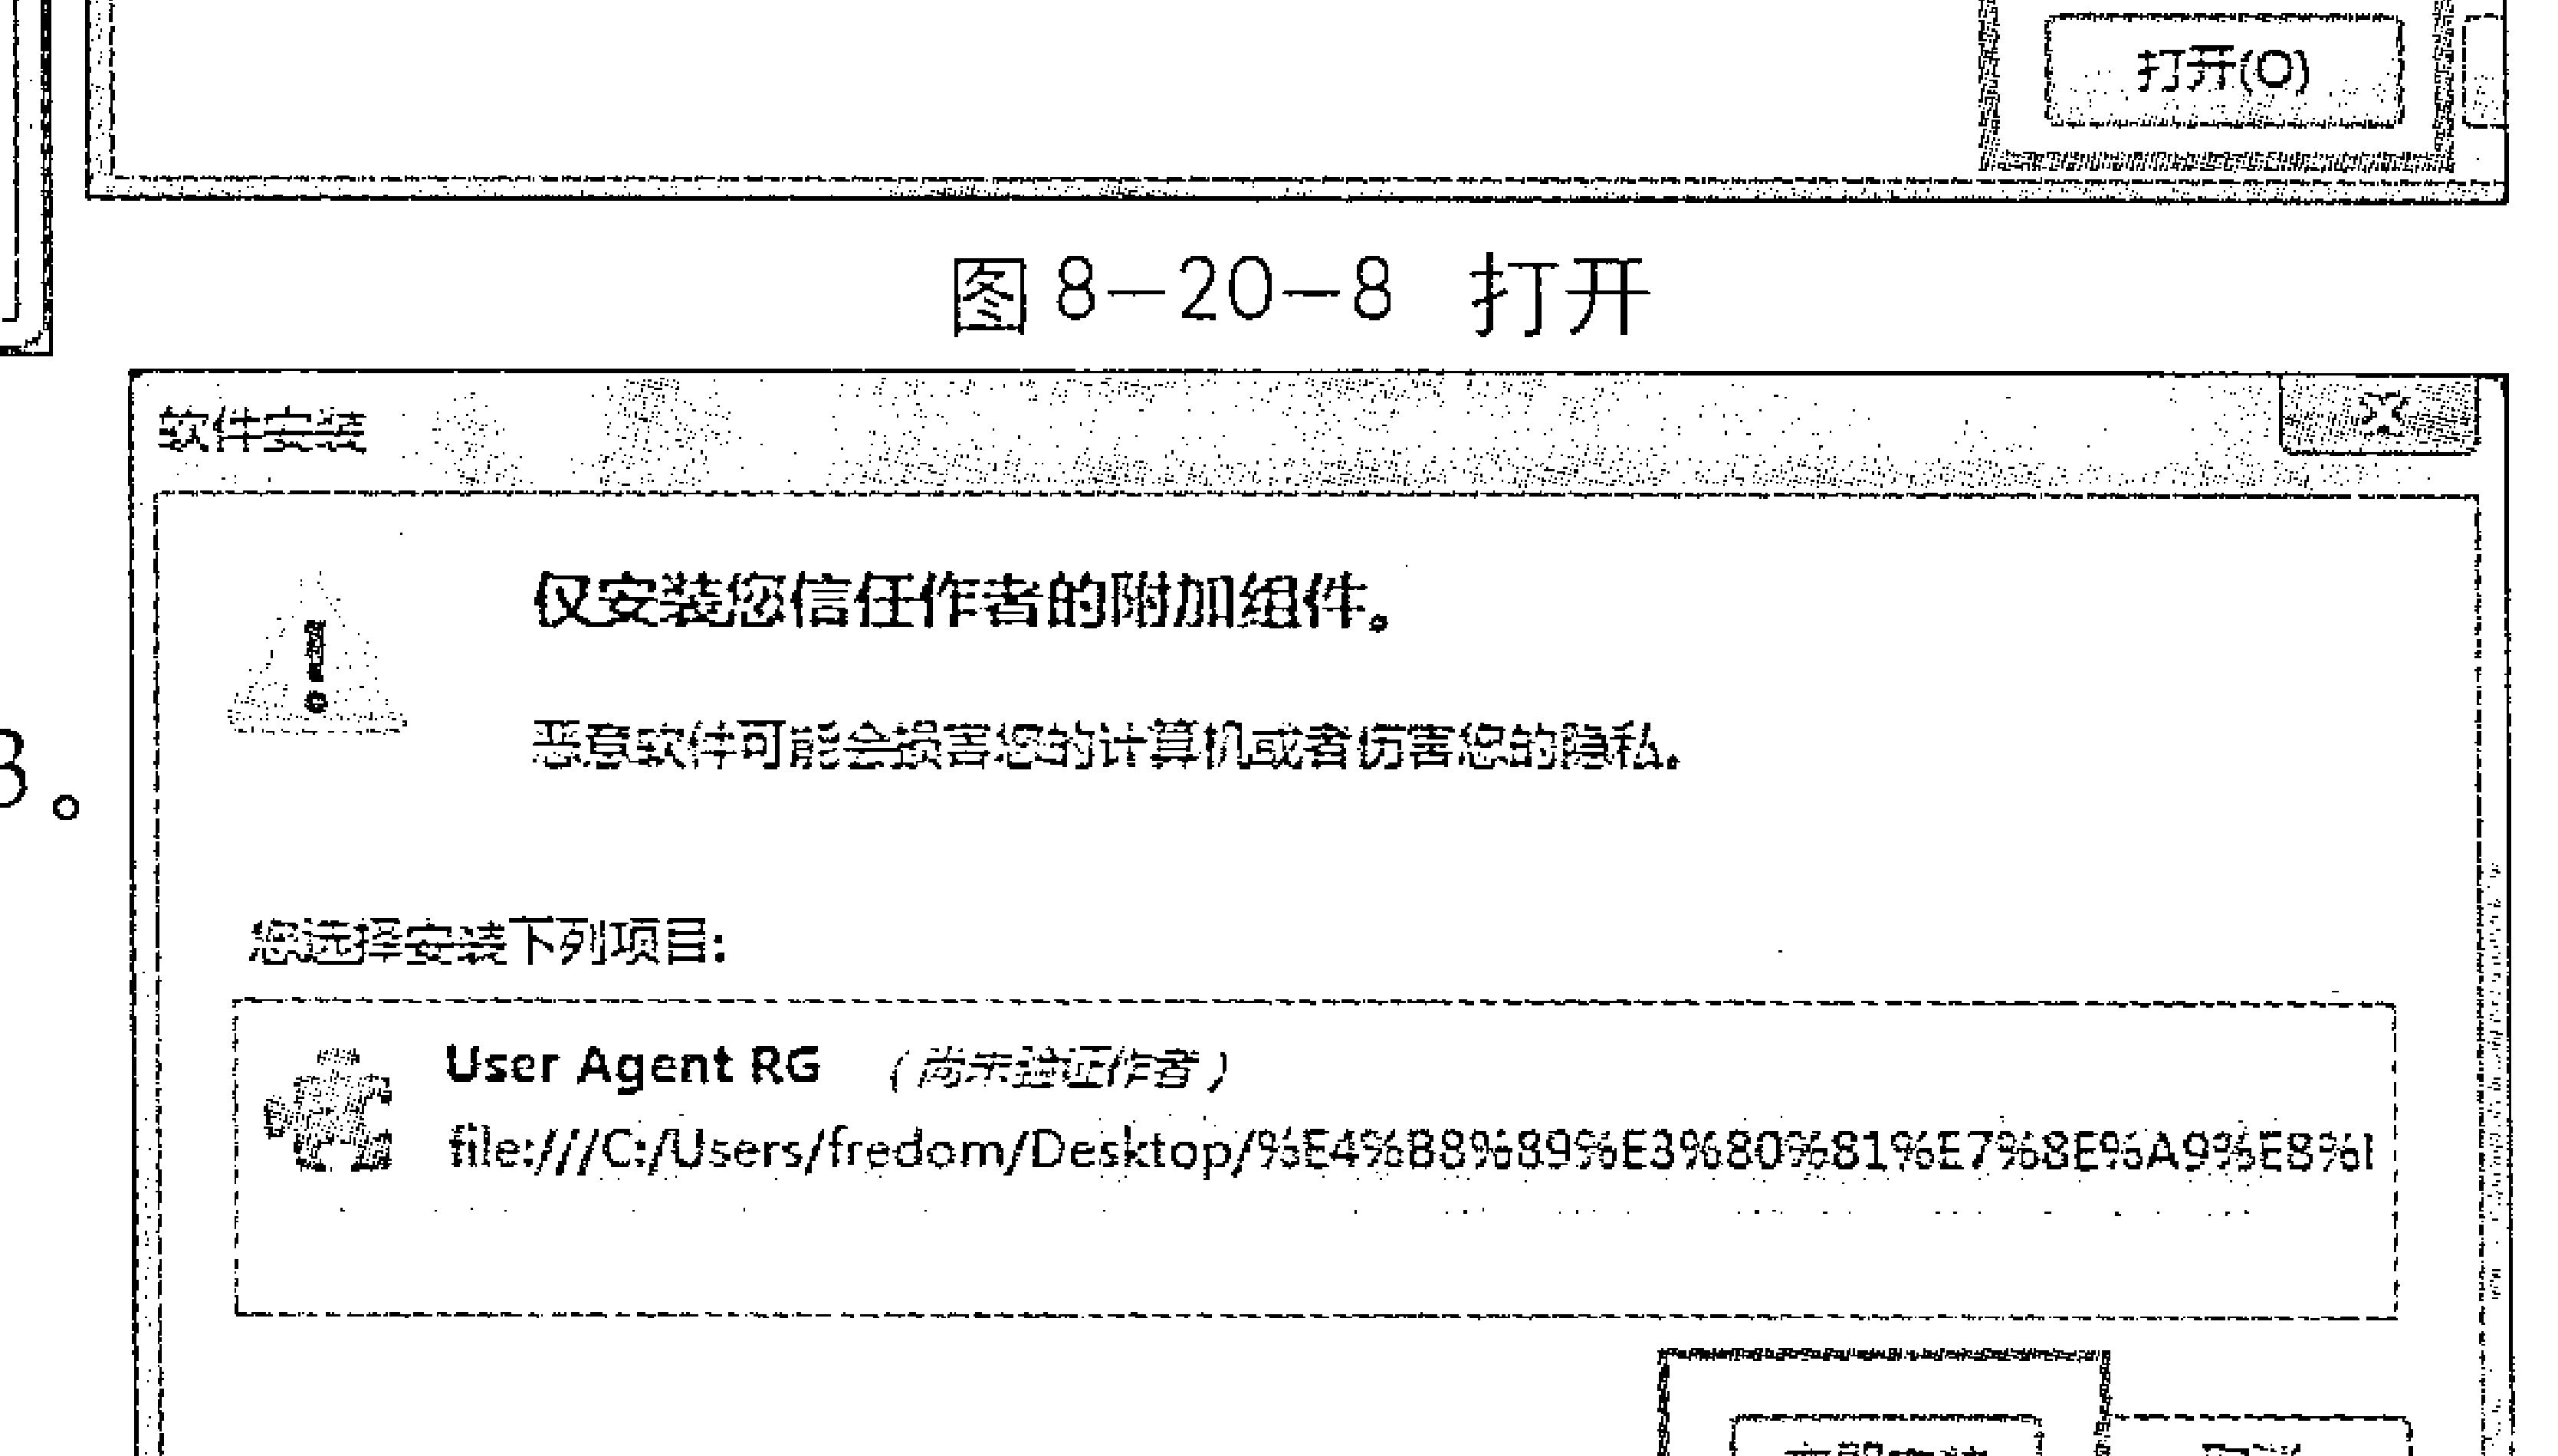 打开(O)
图 8-20-8 打开
软件安装
仅安装您信任作者的附加组件。
恶意软件可能会损害您的计算机或者伤害您的隐私。
3。
您选择安装下列项目:
User Agent RG (尚未验证作者)
file:///C:/Users/fredom/Desktop/%E4%B8%89%E3%80%81%E7%8E%A9%E8%